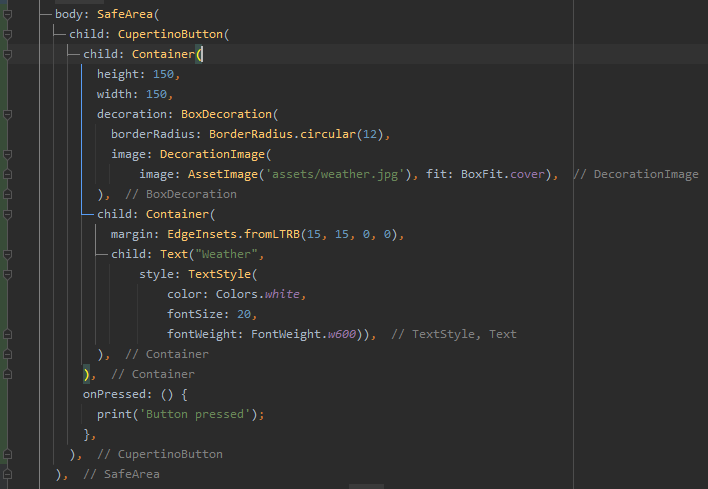 body: SafeArea(
child: CupertinoButton(
child: Container(
height: 150,
width: 150,
decoration: BoxDecoration(
borderRadius: BorderRadius.circular(12),
image: DecorationImage(
image: AssetImage('assets/weather.jpg'), fit: BoxFit.cover), // DecorationImage
), // BoxDecoration
child: Container(
margin: EdgeInsets.fromLTRB(15, 15, 0, 0),
child: Text("Weather",
style: TextStyle(
color: Colors.white,
fontSize: 20,
fontWeight: FontWeight.w600)), // TextStyle, Text
), // Container
), // Container
onPressed: () {
print('Button pressed');
},
), // CupertinoButton
), // SafeArea